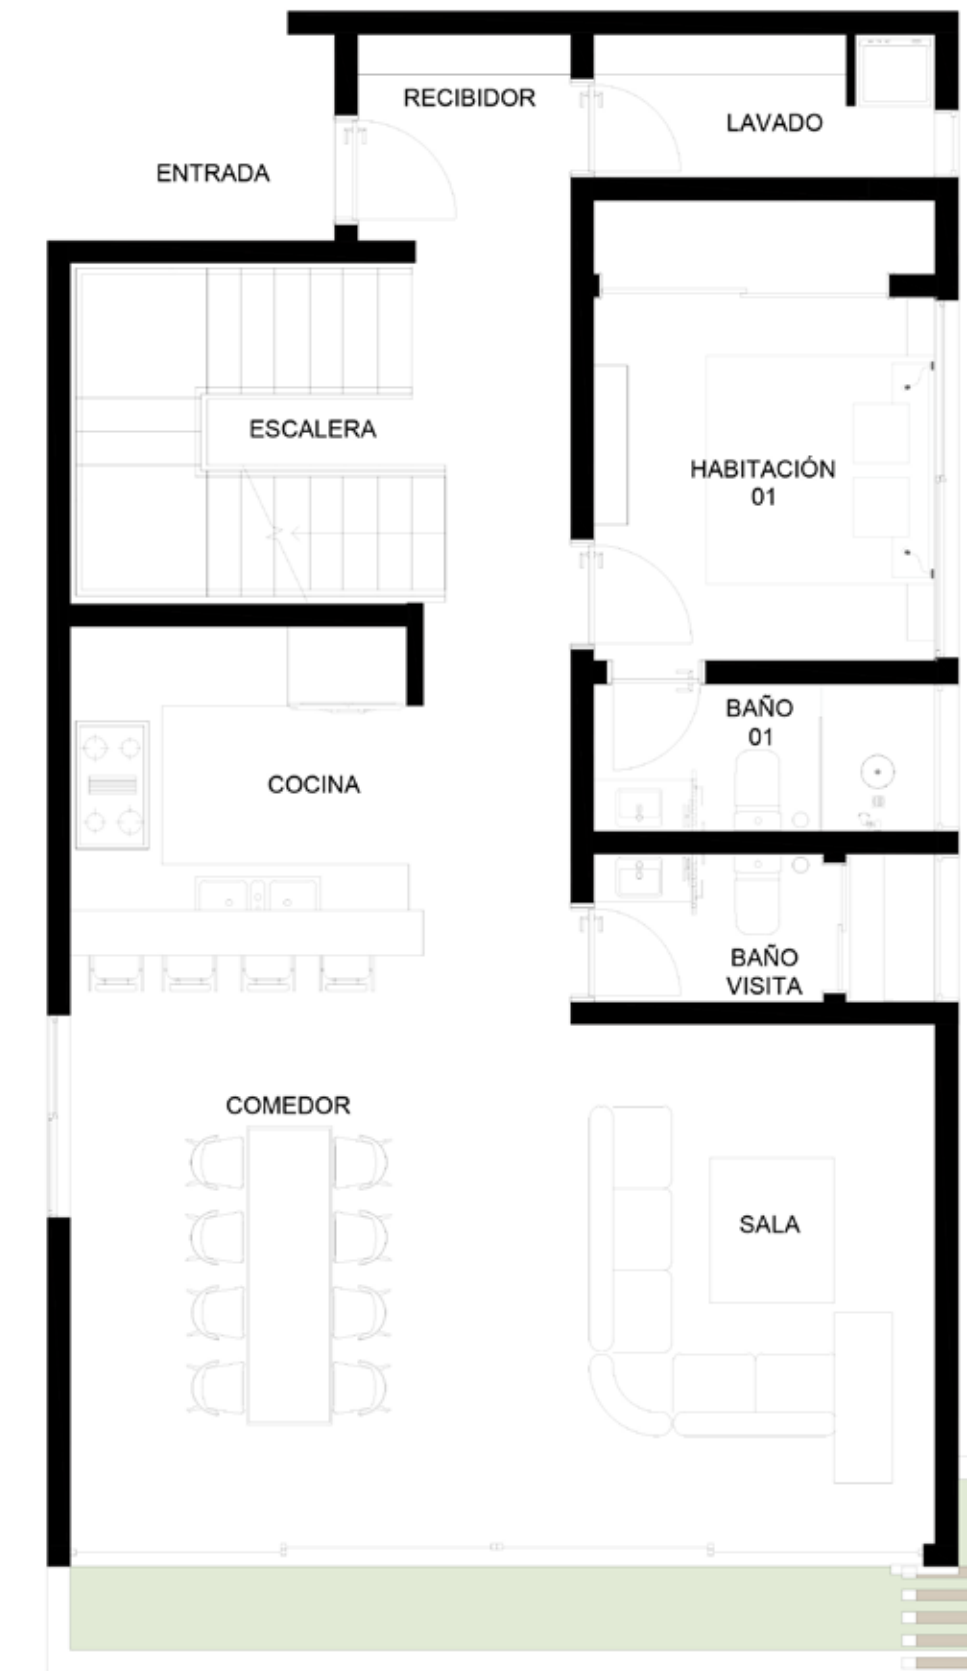 RECIBIDOR
LAVADO
ENTRADA
ESCALERA
HABITACIÓN
01
BAÑO
01
COCINA
BAÑO
VISITA
COMEDOR
SALA